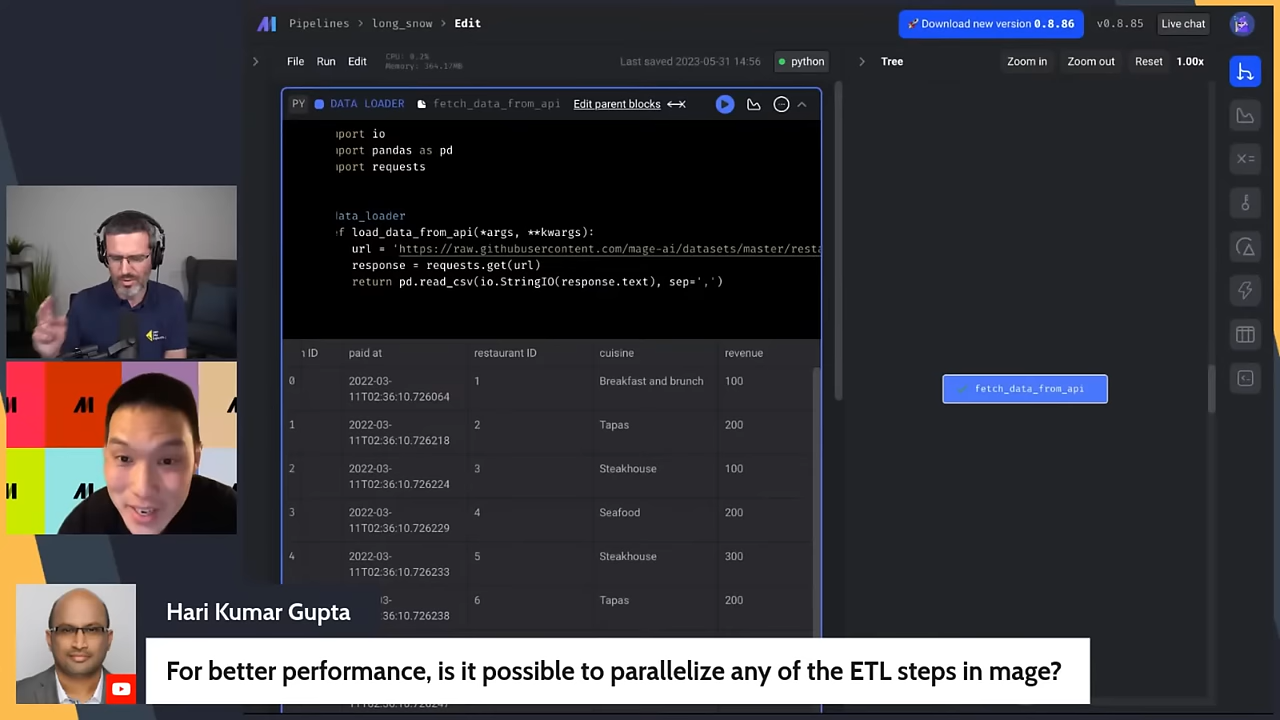 Pipelines › long_snow › Edit
Download new version 0.8.86
v0.8.85
Live chat
File Run Edit
CPU: 0.2%
Memory: 364.17MB
Last saved 2023-05-31 14:56
python
Tree
Zoom in
Zoom out
Reset
1.00x
PY DATA LOADER fetch_data_from_api Edit parent blocks
port io
port pandas as pd
port requests
data_loader
ef load_data_from_api(*args, **kwargs):
url = 'https://raw.githubusercontent.com/mage-ai/datasets/master/resta
response = requests.get(url)
return pd.read_csv(io.StringIO(response.text), sep=',')
ID paid at restaurant ID cuisine revenue
0 2022-03-11T02:36:10.726064 1 Breakfast and brunch 100
1 2022-03-11T02:36:10.726218 2 Tapas 200
2 2022-03-11T02:36:10.726224 3 Steakhouse 100
3 2022-03-11T02:36:10.726229 4 Seafood 200
4 2022-03-11T02:36:10.726233 5 Steakhouse 300
:36:10.726238 6 Tapas 200
fetch_data_from_api
Hari Kumar Gupta
For better performance, is it possible to parallelize any of the ETL steps in mage?